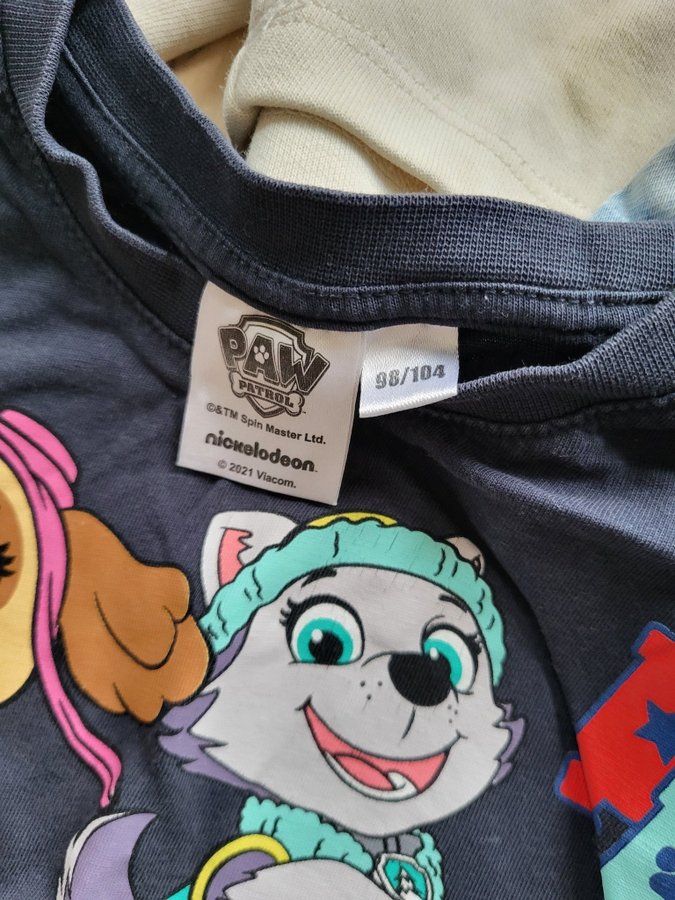 PAW
PATROL
©&TM Spin Master Ltd.
nickelodeon
© 2021 Viacom.
98/104